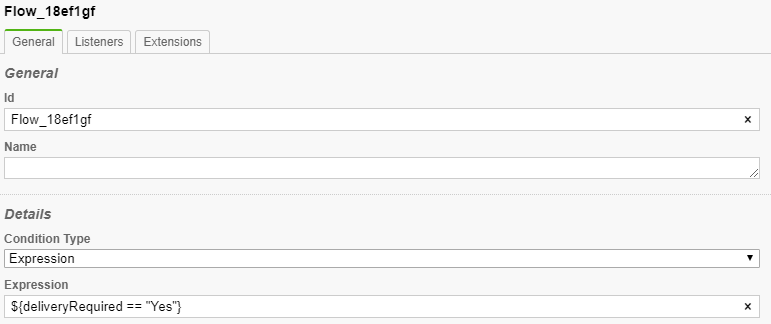 Flow_18ef1gf
General Listeners Extensions
General
Id
Flow_18ef1gf ×
Name
Details
Condition Type
Expression ▼
Expression
${deliveryRequired == "Yes"} ×